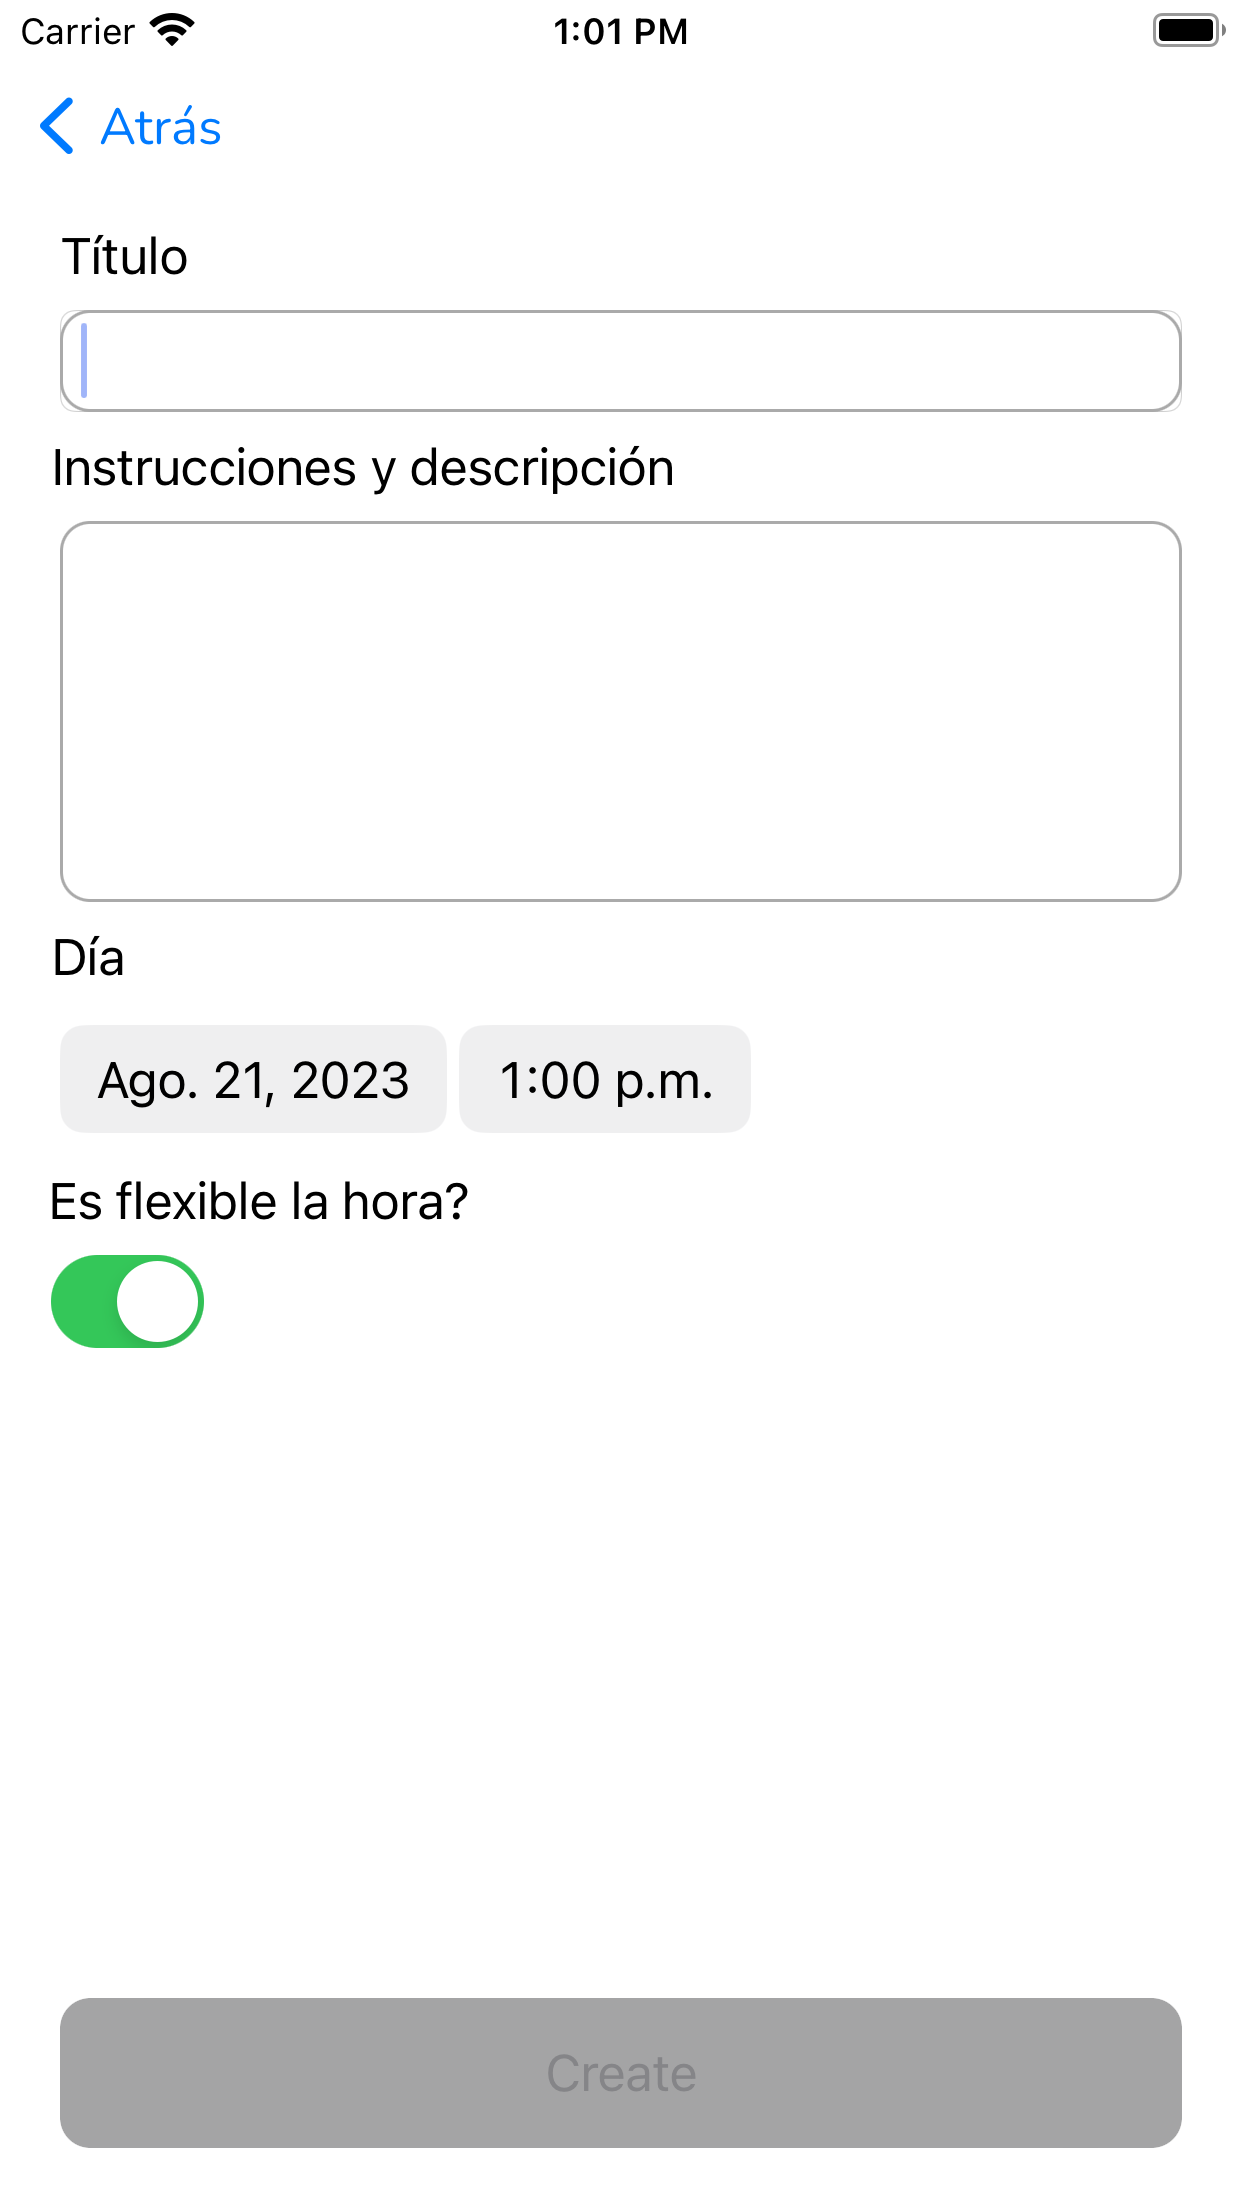 Carrier 1:01 PM
Atrás
Título
Instrucciones y descripción
Día
Ago. 21, 2023 1:00 p.m.
Es flexible la hora?
Create